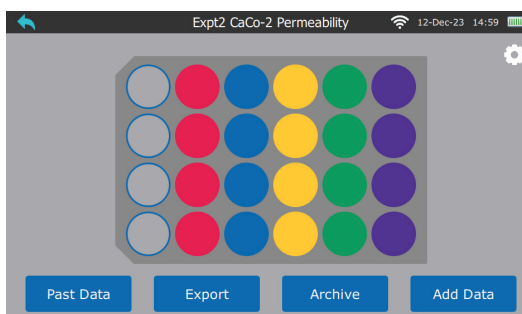 Expt2 CaCo-2 Permeability 12-Dec-23 14:59
Past Data Export Archive Add Data